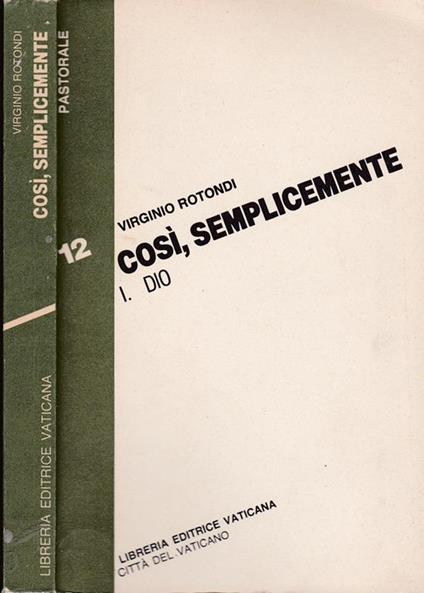 VIRGINIO ROTONDI
COSÌ, SEMPLICEMENTE
LIBRERIA EDITRICE VATICANA
PASTORALE
12
VIRGINIO ROTONDI
COSÌ, SEMPLICEMENTE
I. DIO
LIBRERIA EDITRICE VATICANA
CITTÀ DEL VATICANO